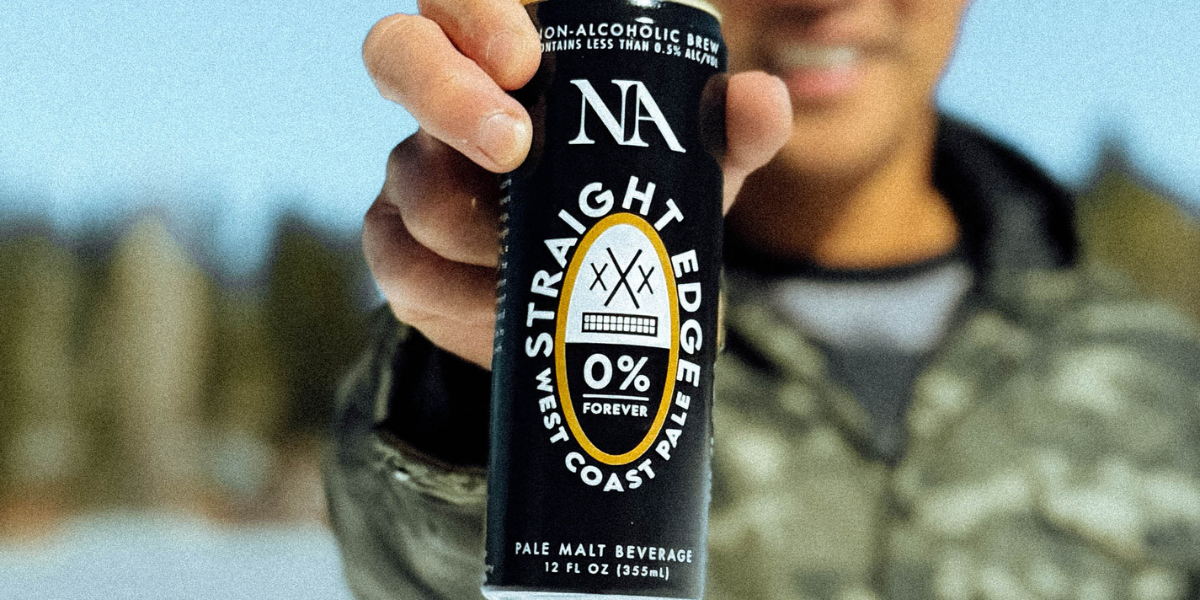 NON-ALCOHOLIC BREW
CONTAINS LESS THAN 0.5% ALC/VOL
NA
STRAIGHT EDGE
XXX
0%
FOREVER
WEST COAST PALE
PALE MALT BEVERAGE
12 FL OZ (355mL)